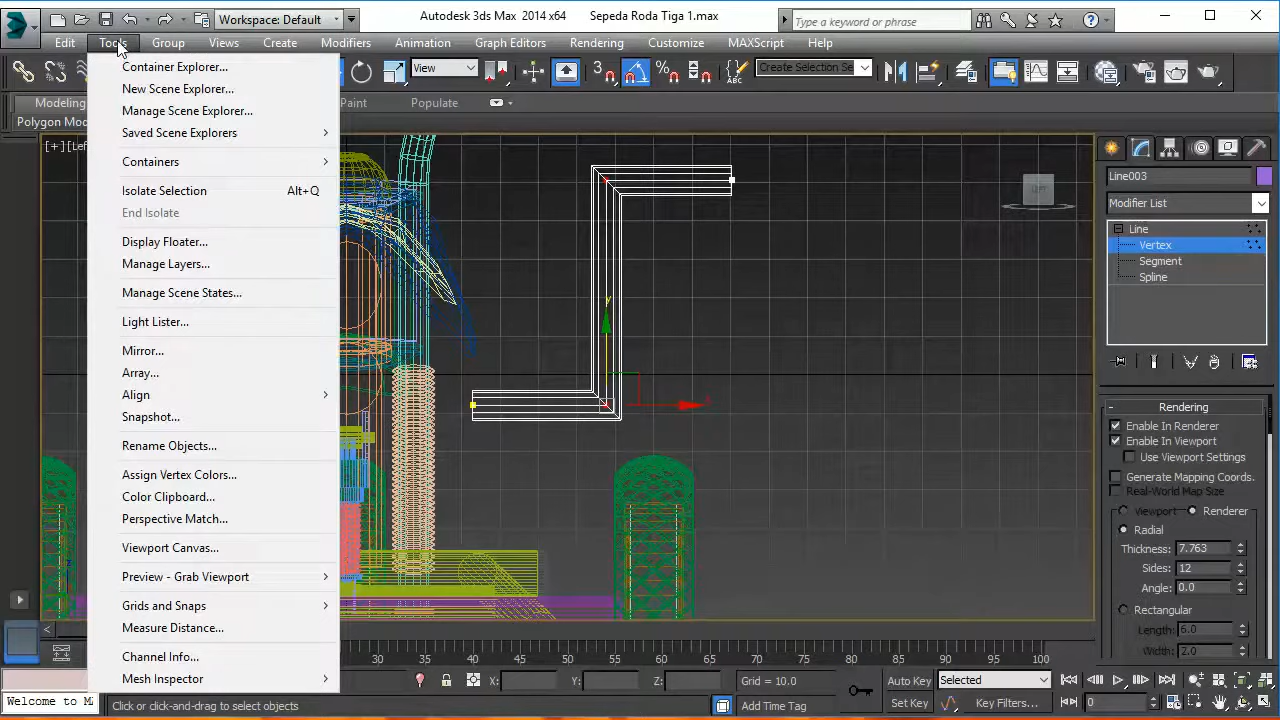 Workspace: Default
Autodesk 3ds Max 2014 x64 Sepeda Roda Tiga 1.max
Type a keyword or phrase
Edit Tools Group Views Create Modifiers Animation Graph Editors Rendering Customize MAXScript Help
View
3
Create Selection Se
ABC
Modeling
Paint
Populate
Polygon Mod
[+][Left
Container Explorer...
New Scene Explorer...
Manage Scene Explorer...
Saved Scene Explorers
Containers
Isolate Selection Alt+Q
End Isolate
Display Floater...
Manage Layers...
Manage Scene States...
Light Lister...
Mirror...
Array...
Align
Snapshot...
Rename Objects...
Assign Vertex Colors...
Color Clipboard...
Perspective Match...
Viewport Canvas...
Preview - Grab Viewport
Grids and Snaps
Measure Distance...
Channel Info...
Mesh Inspector
y
LEFT
Line003
Modifier List
Line
Vertex
Segment
Spline
Rendering
Enable In Renderer
Enable In Viewport
Use Viewport Settings
Generate Mapping Coords.
Real-World Map Size
Viewport Renderer
Radial
Thickness: 7.763
Sides: 12
Angle: 0.0
Rectangular
Length: 6.0
Width: 2.0
30 35 40 45 50 55 60 65 70 75 80 85 90 95 100
X: Y: Z: Grid = 10.0
Auto Key Selected
Set Key Key Filters...
0
Welcome to M
Click or click-and-drag to select objects
Add Time Tag